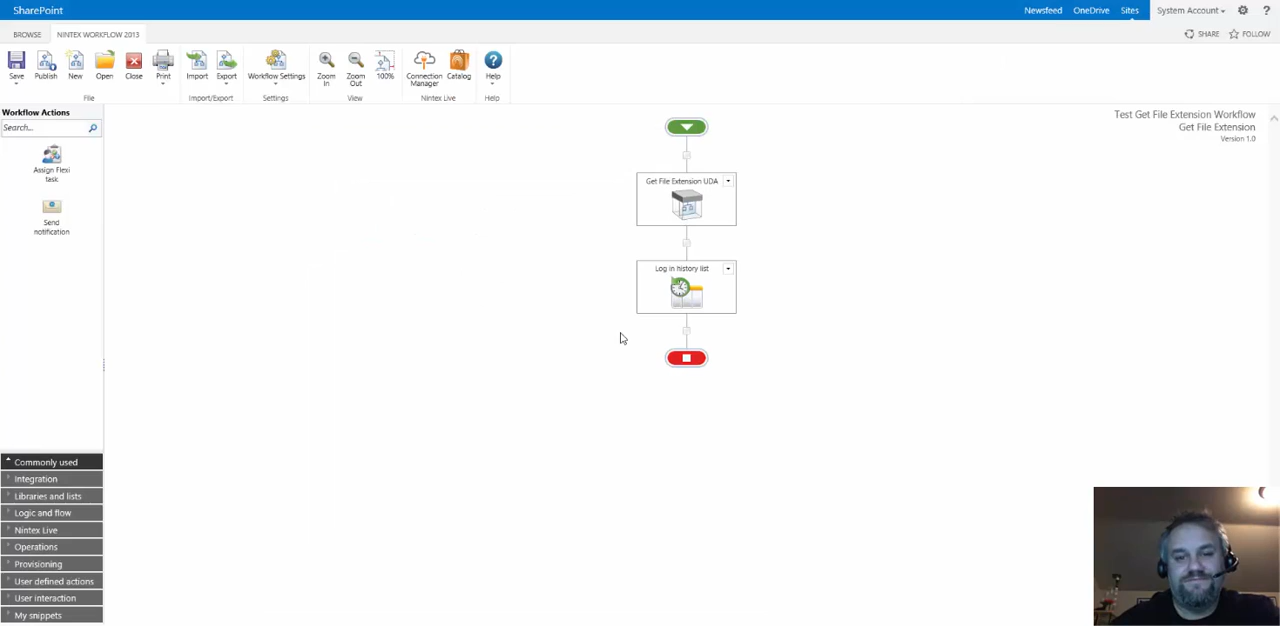 SharePoint
Newsfeed OneDrive Sites System Account ?
BROWSE NINTEX WORKFLOW 2013
SHARE FOLLOW
Save Publish New Open Close Print Import Export Workflow Settings Zoom In Zoom Out 100% Connection Manager Catalog Help
File Import/Export Settings View Nintex Live Help
Workflow Actions
Search...
Assign Flexi
task
Send
notification
Test Get File Extension Workflow
Get File Extension
Version 1.0
Get File Extension UDA
Log in history list
Commonly used
Integration
Libraries and lists
Logic and flow
Nintex Live
Operations
Provisioning
User defined actions
User interaction
My snippets